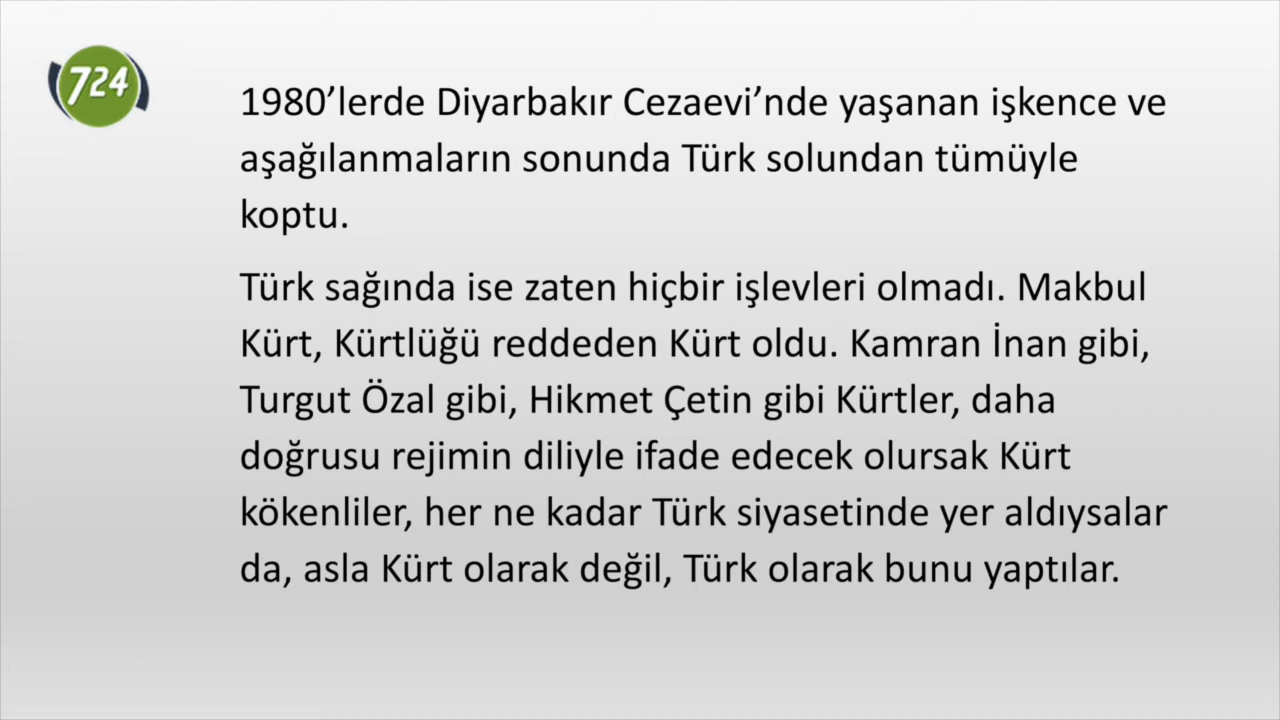 724
1980’lerde Diyarbakır Cezaevi’nde yaşanan işkence ve
aşağılanmaların sonunda Türk solundan tümüyle
koptu.
Türk sağında ise zaten hiçbir işlevleri olmadı. Makbul
Kürt, Kürtlüğü reddeden Kürt oldu. Kamran İnan gibi,
Turgut Özal gibi, Hikmet Çetin gibi Kürtler, daha
doğrusu rejimin diliyle ifade edecek olursak Kürt
kökenliler, her ne kadar Türk siyasetinde yer aldıysalar
da, asla Kürt olarak değil, Türk olarak bunu yaptılar.